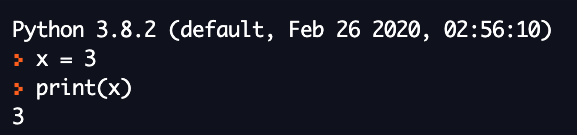 Python 3.8.2 (default, Feb 26 2020, 02:56:10)
> x = 3
> print(x)
3